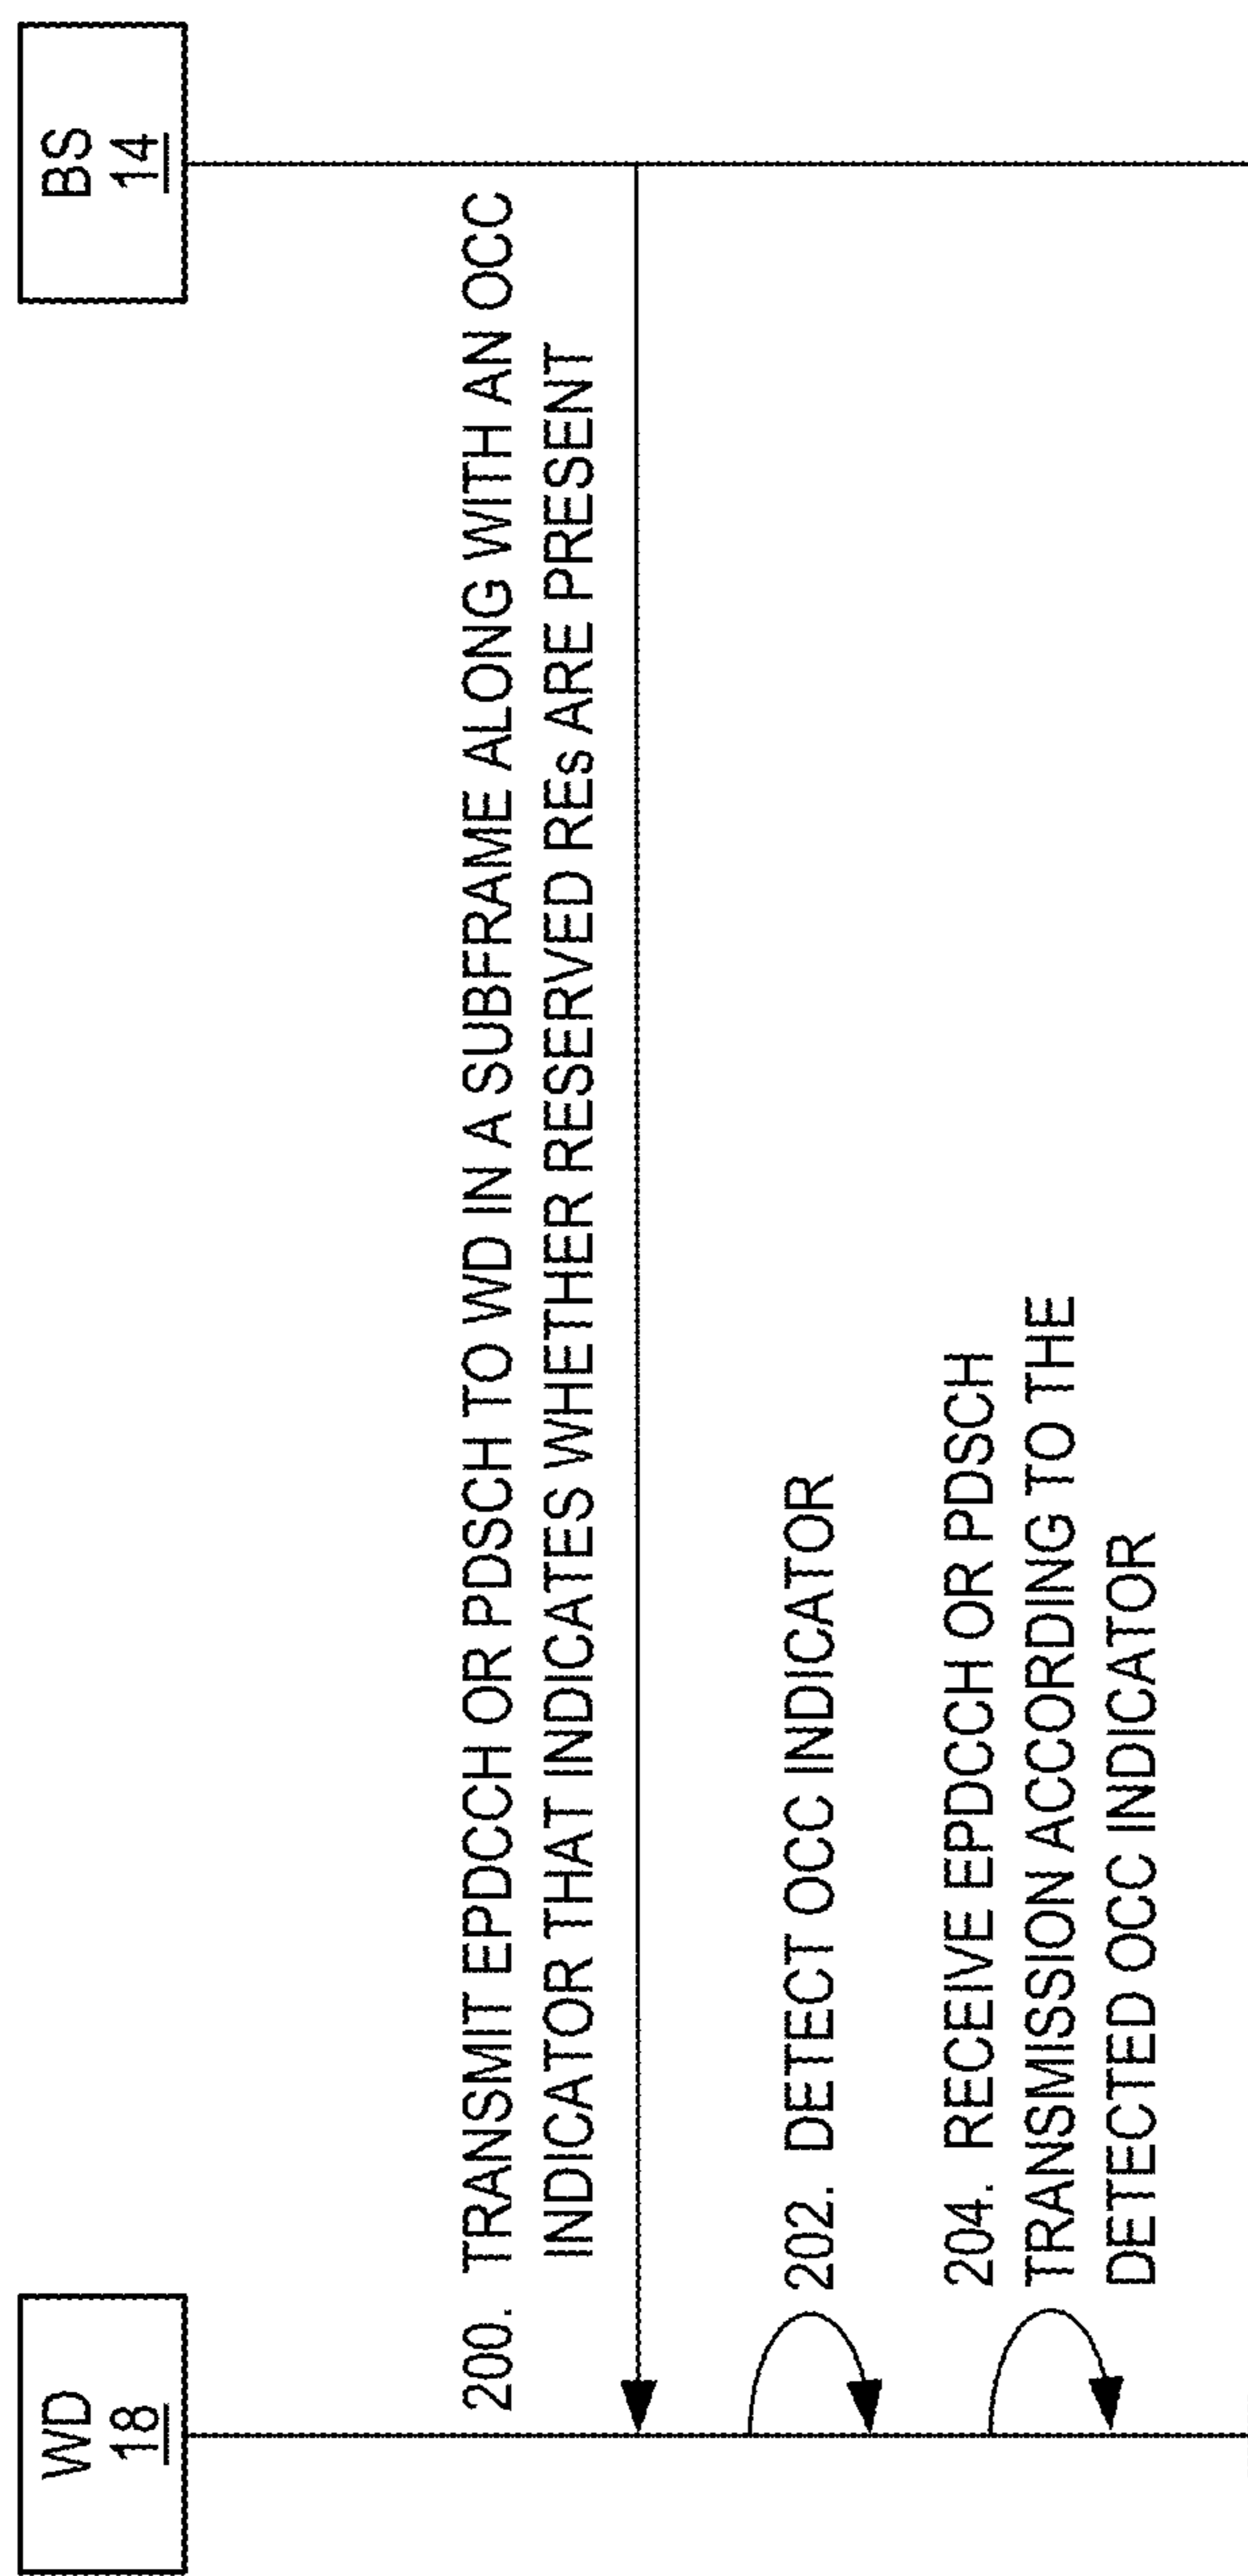 WD
18
BS
14
200. TRANSMIT EPDCCH OR PDSCH TO WD IN A SUBFRAME ALONG WITH AN OCC
INDICATOR THAT INDICATES WHETHER RESERVED REs ARE PRESENT
202. DETECT OCC INDICATOR
204. RECEIVE EPDCCH OR PDSCH
TRANSMISSION ACCORDING TO THE
DETECTED OCC INDICATOR